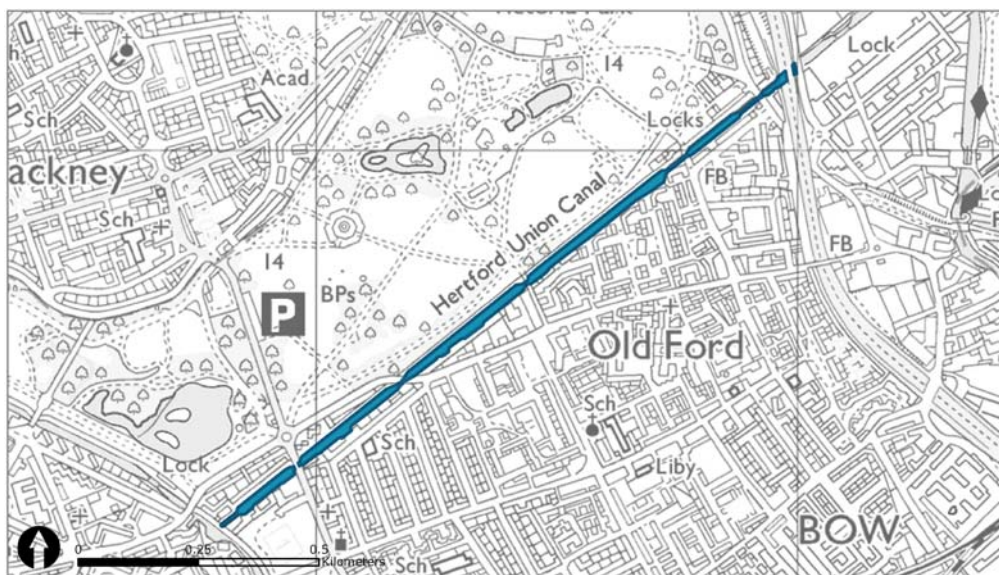 Lock
14
Acad
Sch
Locks
ackney
FB
Sch
Hertford Union Canal
14
FB
BPs
P
Old Ford
Sch
Sch
Lock
Liby
BOW
0 0.25 0.5
Kilometers
Sch